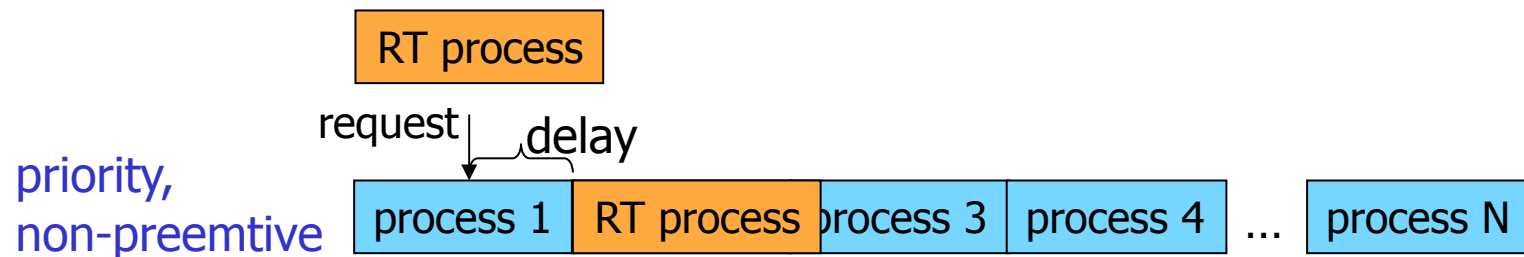 RT process
request
delay
priority,
non-preemtive
process 1
RT process
process 3
process 4
...
process N